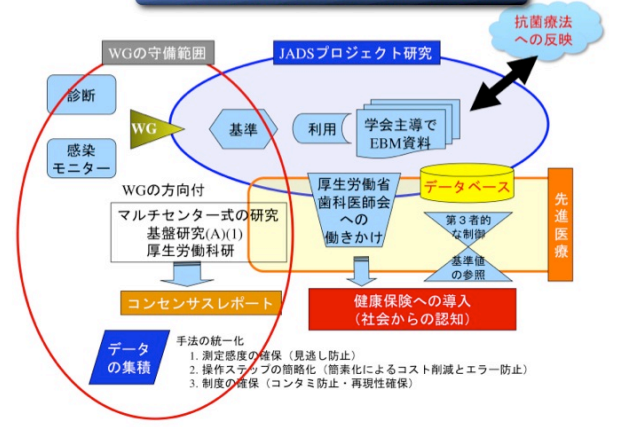 抗菌療法
への反映
WGの守備範囲
JADSプロジェクト研究
診断
WG
基準
利用
学会主導で
EBM資料
感染
モニター
データベース
WGの方向付
マルチセンター式の研究
基盤研究(A)(1)
厚生労働科研
厚生労働省
歯科医師会
への
働きかけ
第３者的
な制御
基準値
の参照
先進医療
コンセンサスレポート
健康保険への導入
（社会からの認知）
データ
の集積
手法の統一化
1. 測定感度の確保（見逃し防止）
2. 操作ステップの簡略化（簡素化によるコスト削減とエラー防止）
3. 制度の確保（コンタミ防止・再現性確保）